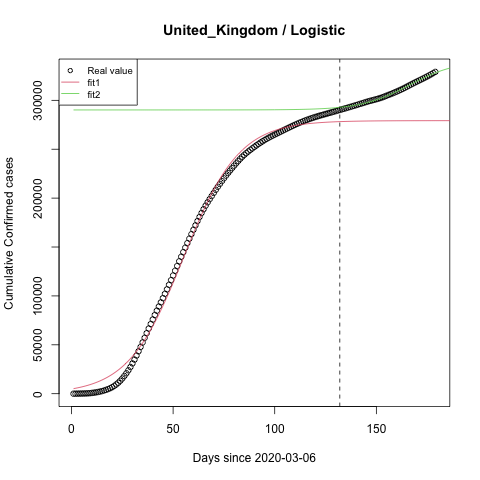 United_Kingdom / Logistic
Real value
fit1
fit2
Cumulative Confirmed cases
300000
200000
100000
50000
0
0
50
100
150
Days since 2020-03-06